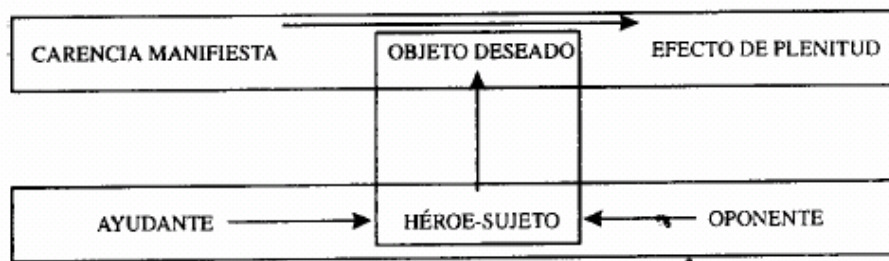 CARENCIA MANIFIESTA OBJETO DESEADO EFECTO DE PLENITUD
AYUDANTE HÉROE-SUJETO OPONENTE